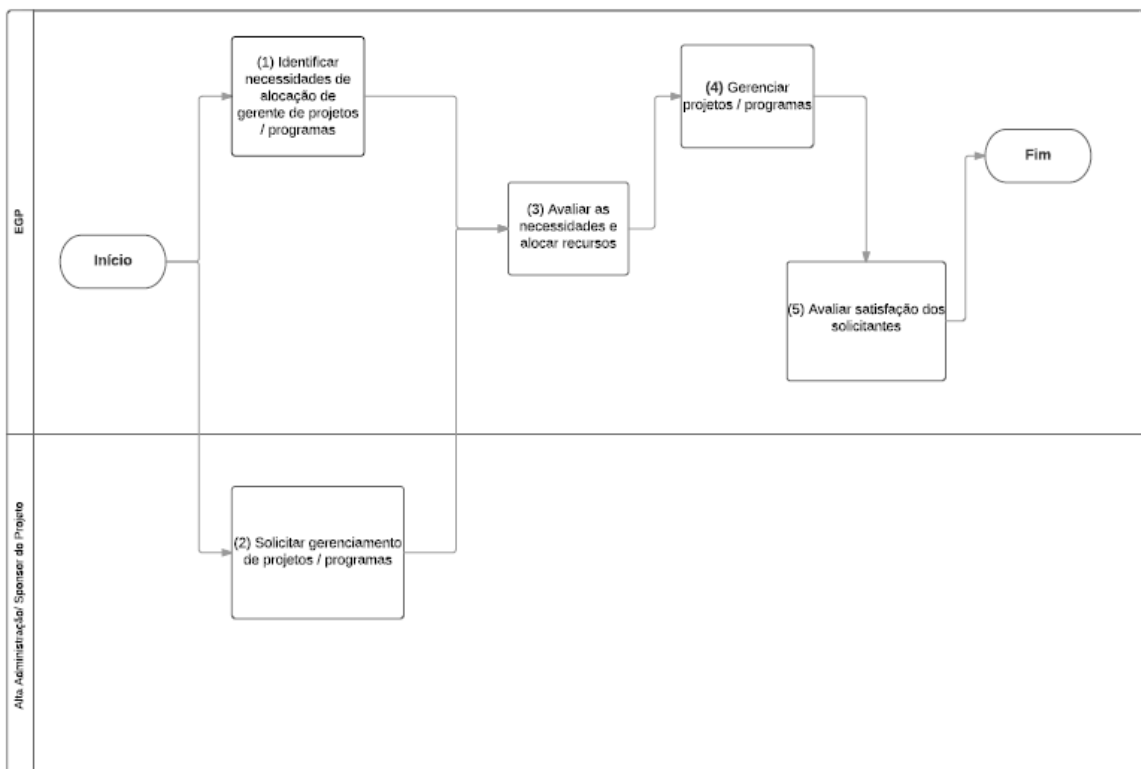 EGP
Início
(1) Identificar
necessidades de
alocação de
gerente de projetos
/ programas
(3) Avaliar as
necessidades e
alocar recursos
(4) Gerenciar
projetos / programas
(5) Avaliar satisfação dos
solicitantes
Fim
Alta Administração/ Sponsor do Projeto
(2) Solicitar gerenciamento
de projetos / programas